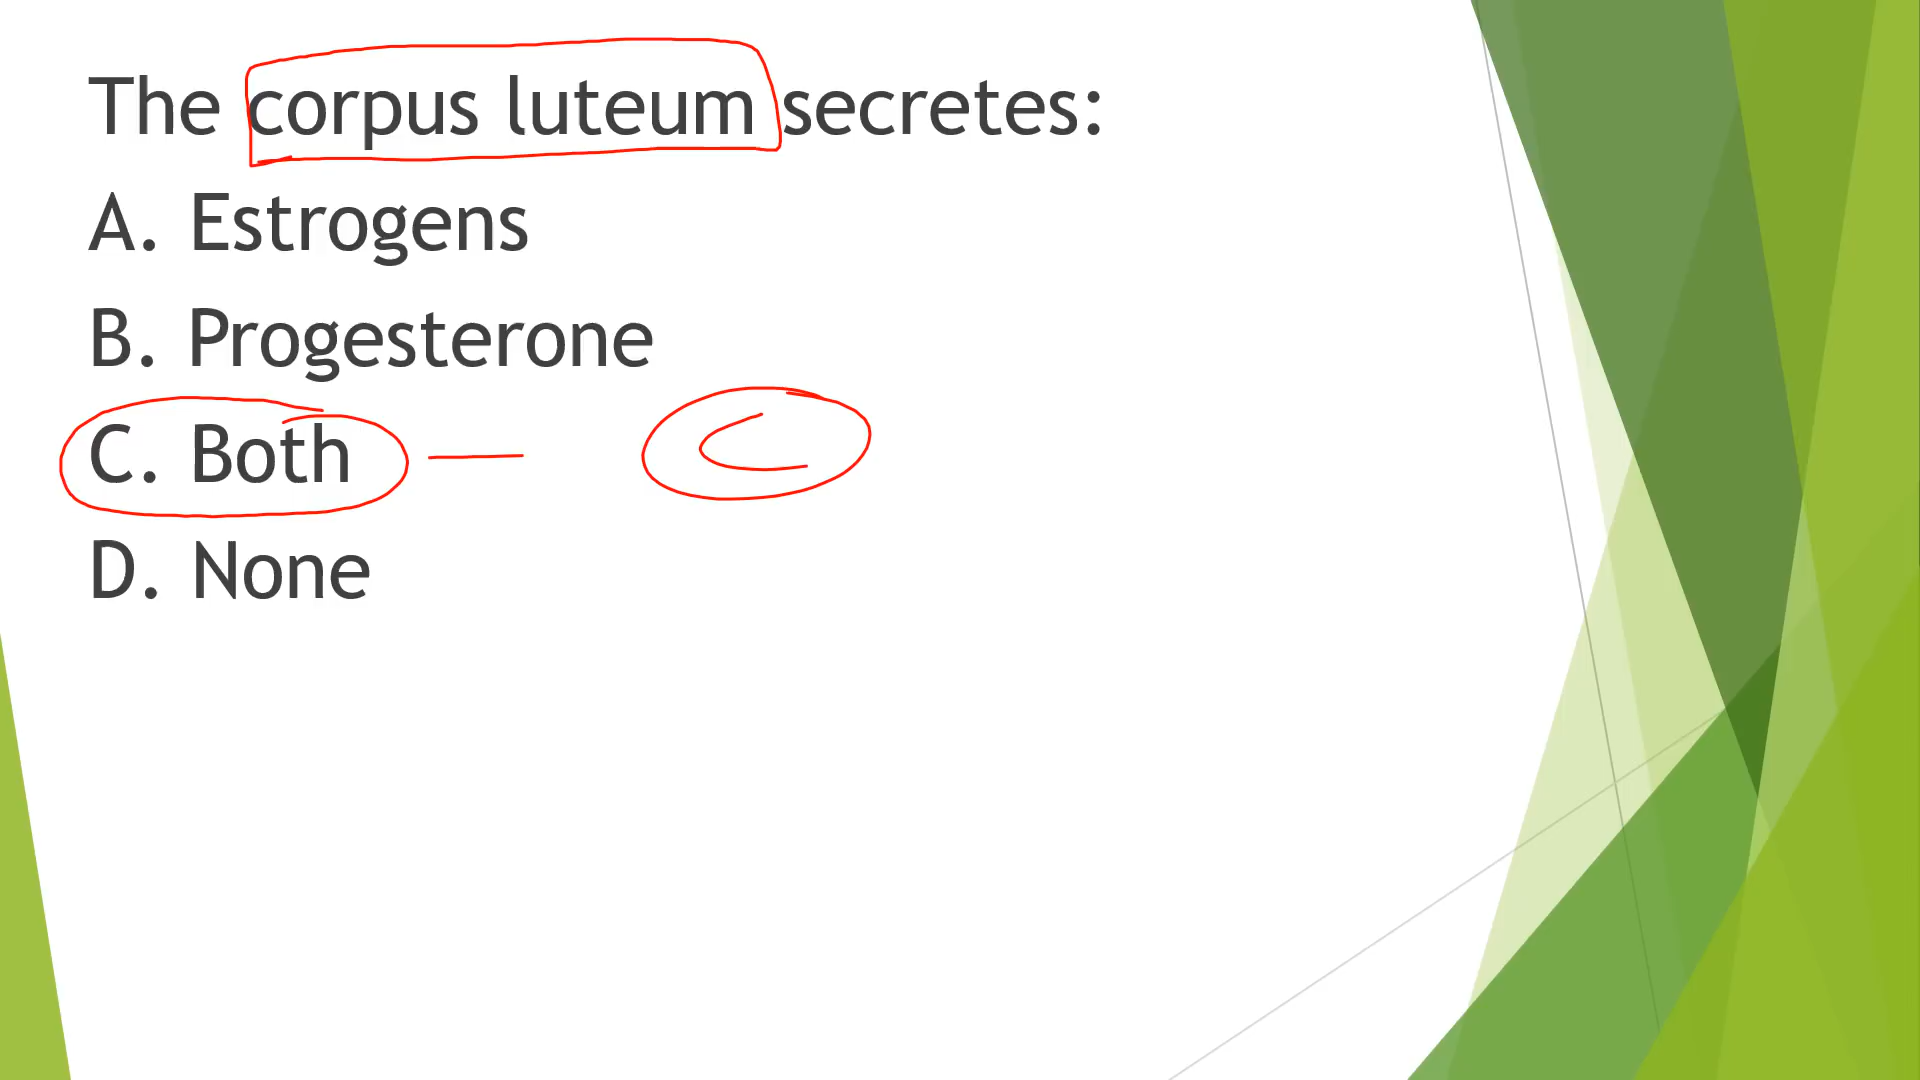 The corpus luteum secretes:
A. Estrogens
B. Progesterone
C. Both — C
D. None